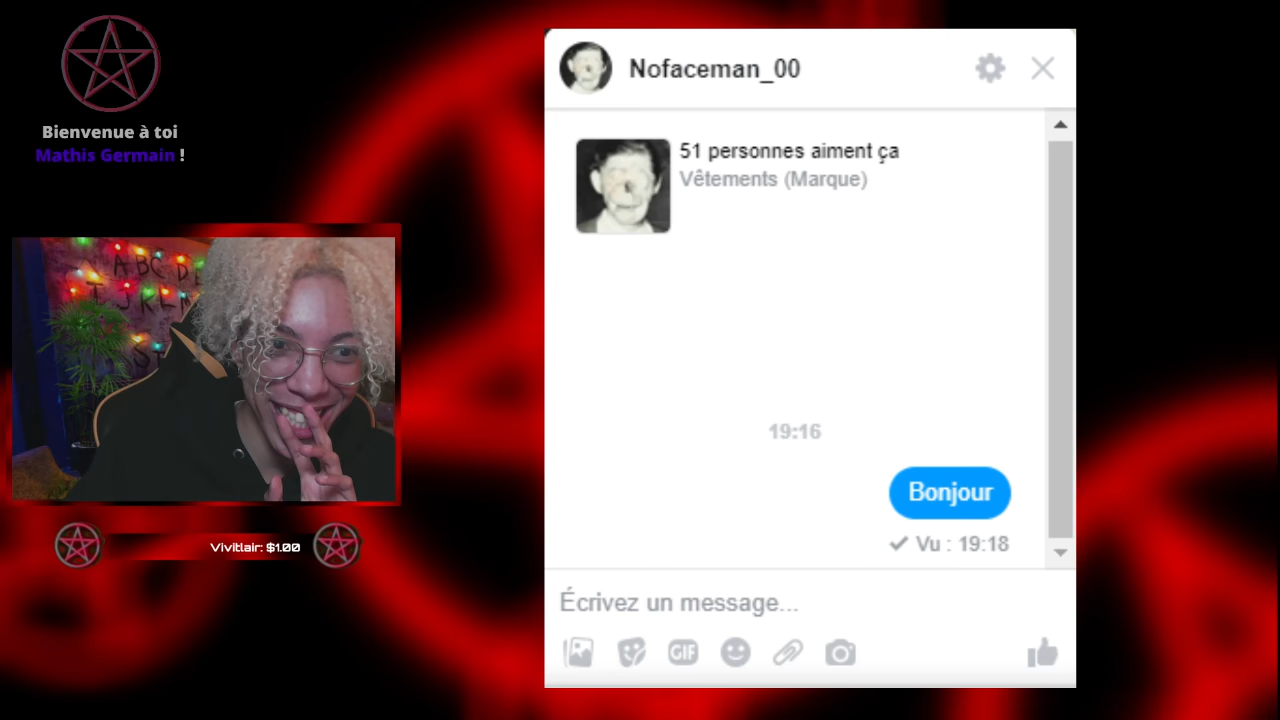 Bienvenue à toi
Mathis Germain !
A B C D E
I J K L M
S T
Vivitlair: $1.00
Nofaceman_00
51 personnes aiment ça
Vêtements (Marque)
19:16
Bonjour
Vu : 19:18
Écrivez un message...
GIF